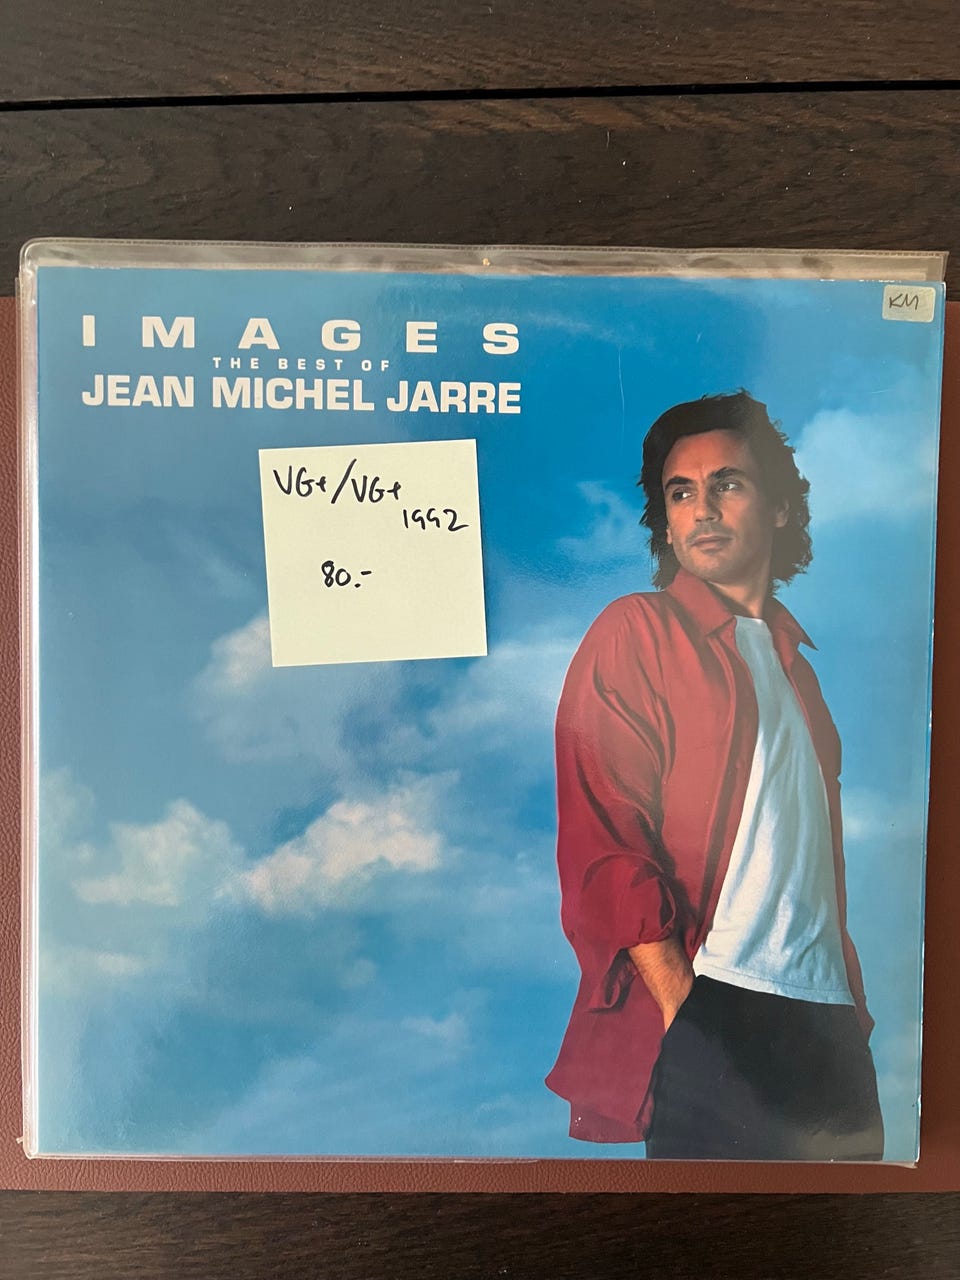 KM
IMAGES
THE BEST OF
JEAN MICHEL JARRE
VG+/VG+
1992
80.-